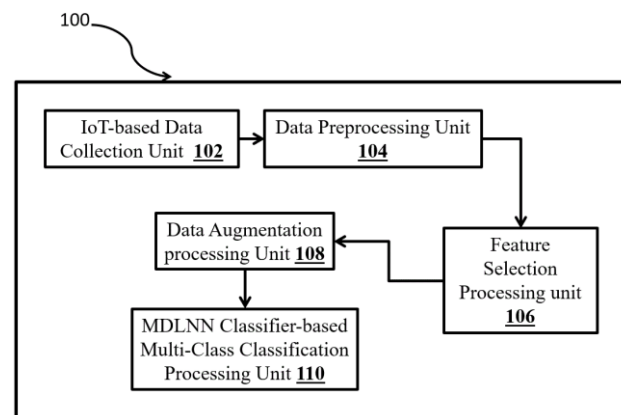 100
IoT-based Data
Collection Unit 102
Data Preprocessing Unit
104
Data Augmentation
processing Unit 108
Feature
Selection
Processing unit
106
MDLNN Classifier-based
Multi-Class Classification
Processing Unit 110